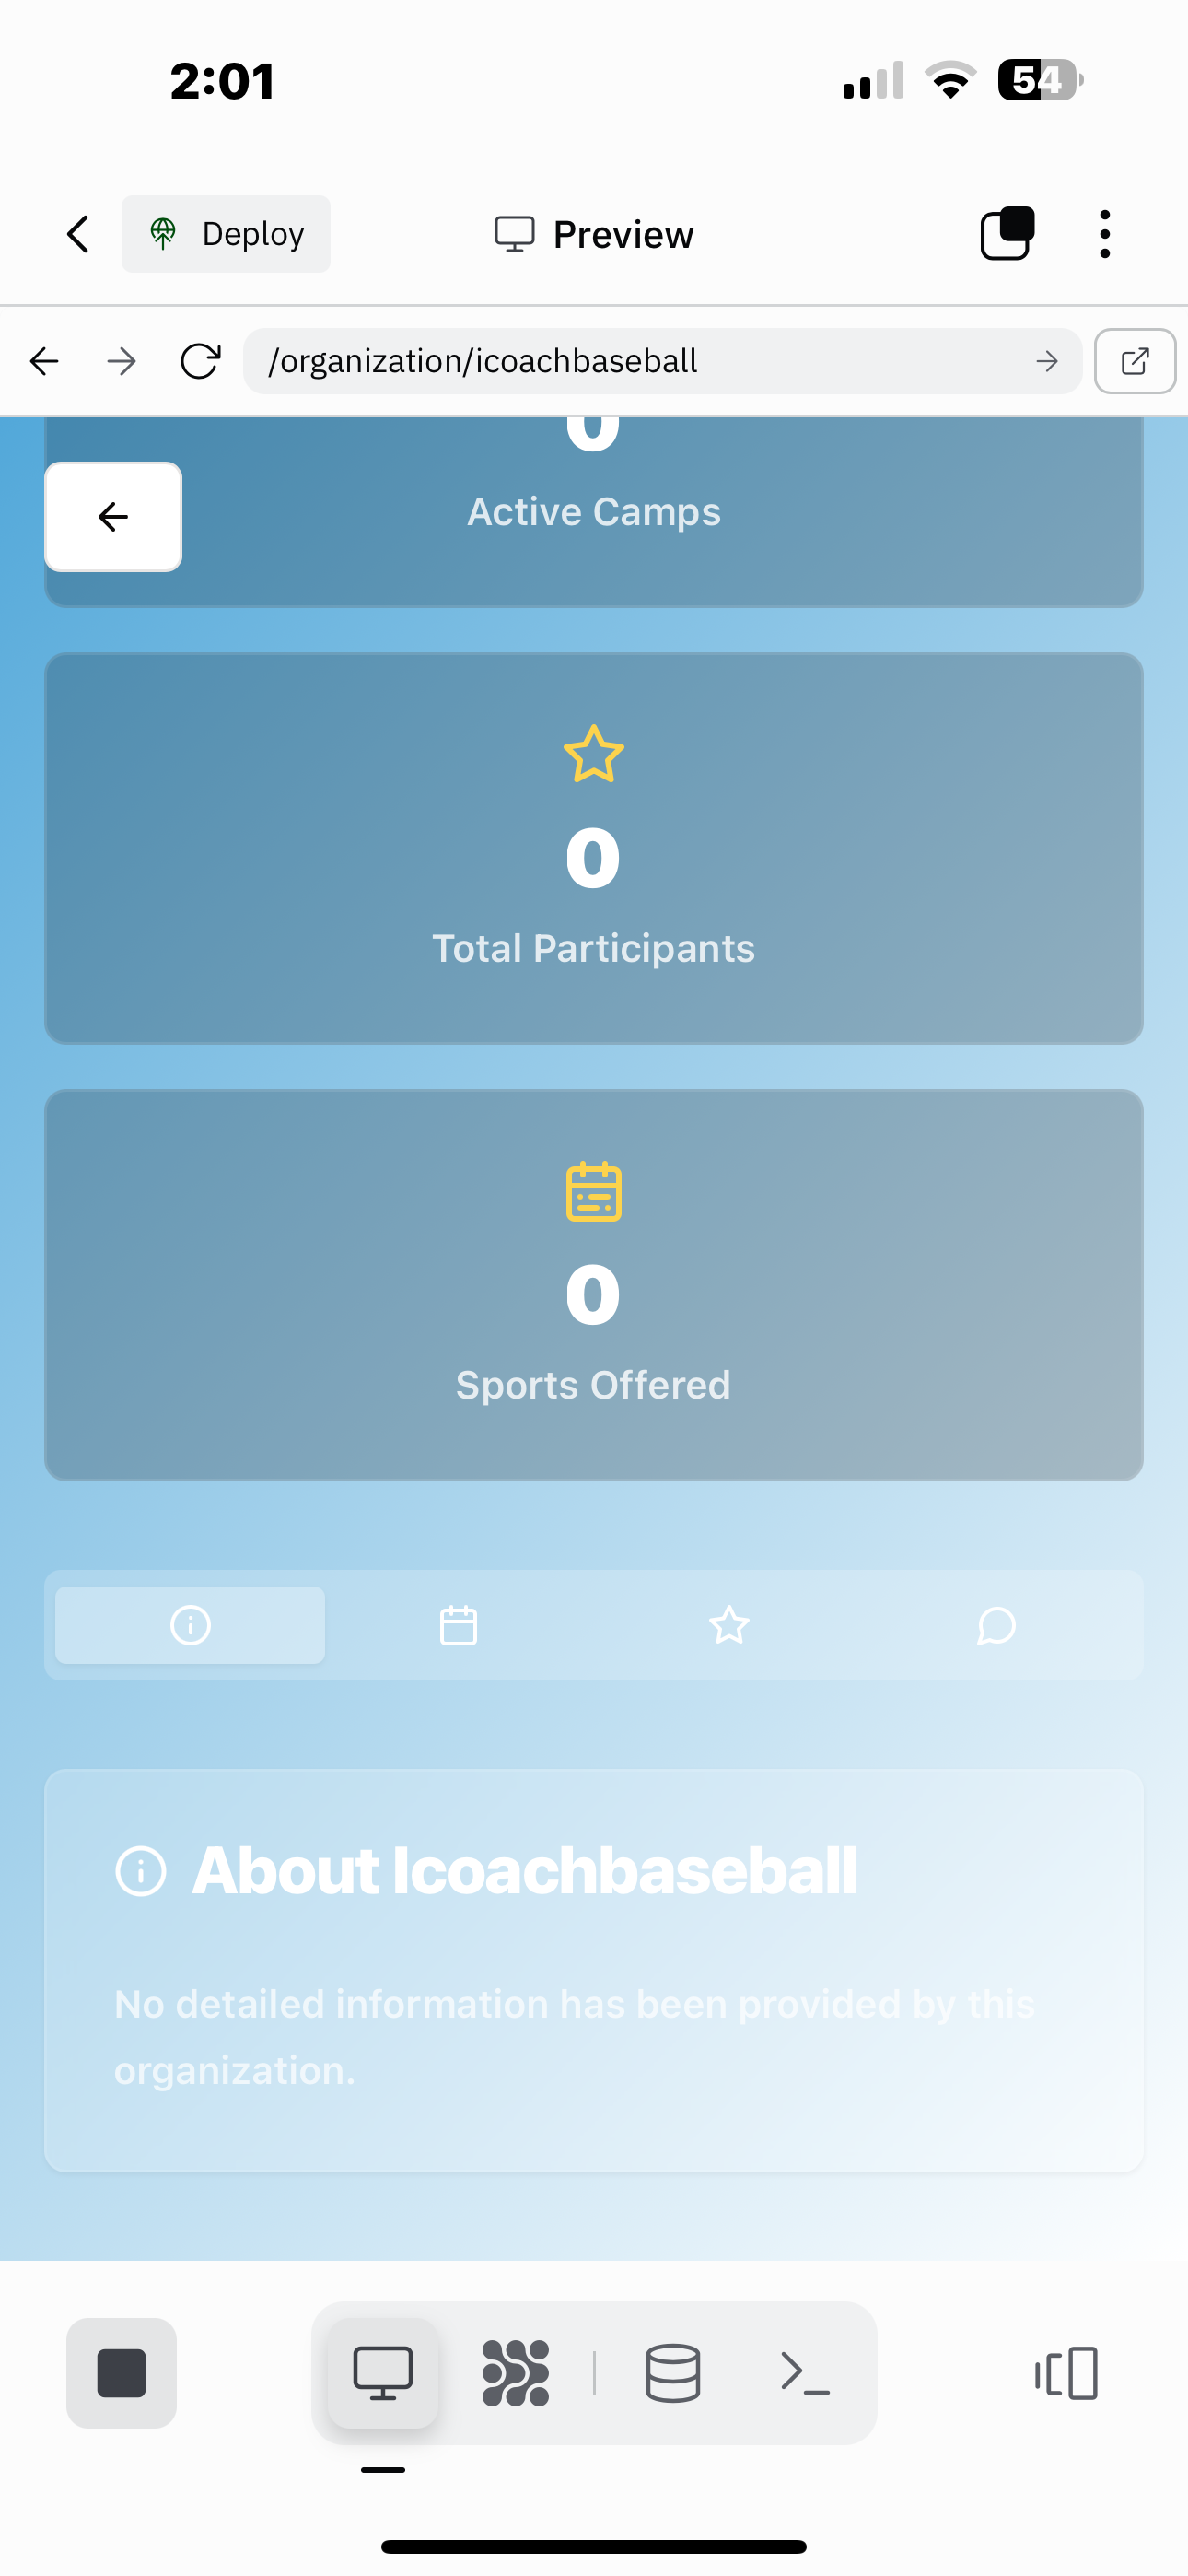 2:01
54
Deploy
Preview
/organization/icoachbaseball
0
Active Camps
0
Total Participants
0
Sports Offered
About Icoachbaseball
No detailed information has been provided by this
organization.